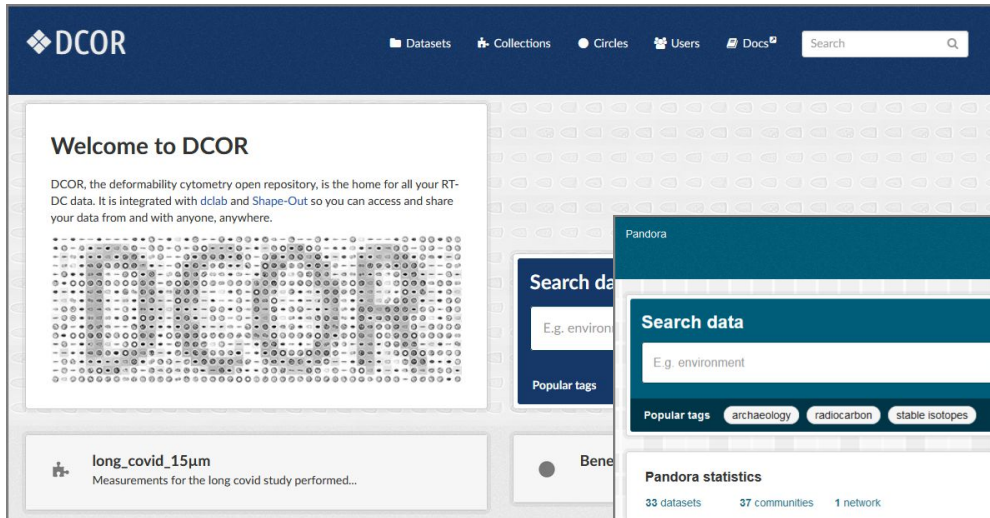 DCOR
Datasets Collections Circles Users Docs Search
Welcome to DCOR
DCOR, the deformability cytometry open repository, is the home for all your RT-
DC data. It is integrated with dclab and Shape-Out so you can access and share
your data from and with anyone, anywhere.
DCOR
Search da
E.g. environ
Popular tags
long_covid_15μm
Measurements for the long covid study performed...
Bene
Pandora
Search data
E.g. environment
Popular tags archaeology radiocarbon stable isotopes
Pandora statistics
33 datasets 37 communities 1 network